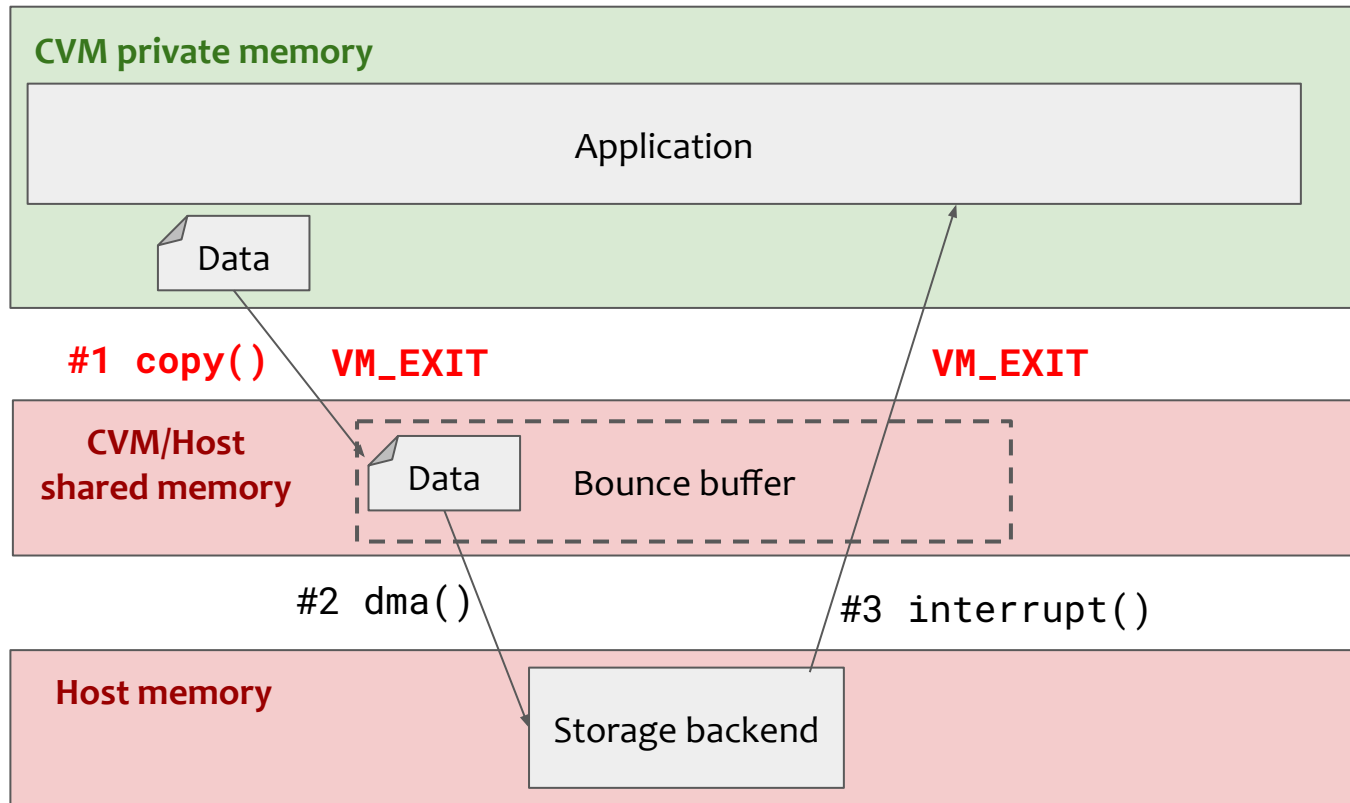 CVM private memory
Application
Data
#1 copy()
VM_EXIT
VM_EXIT
CVM/Host
shared memory
Data
Bounce buffer
#2 dma()
#3 interrupt()
Host memory
Storage backend